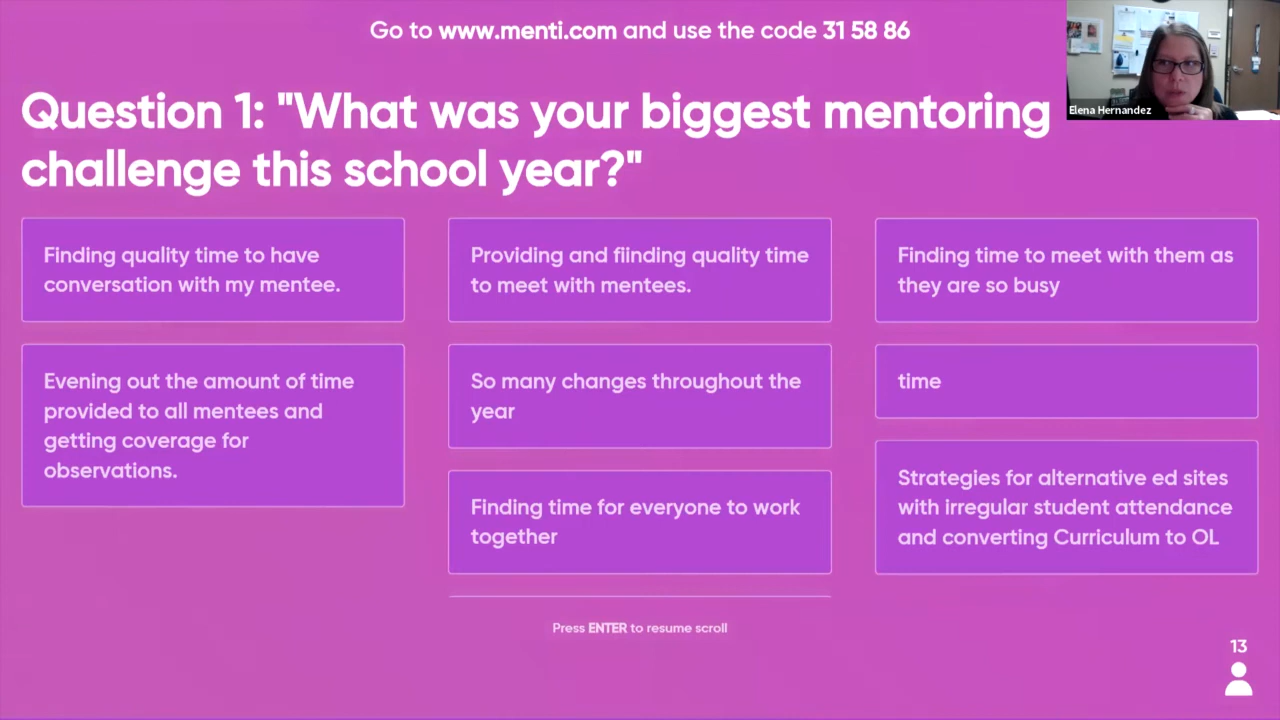 Go to www.menti.com and use the code 31 58 86
Elena Hernandez
Question 1: "What was your biggest mentoring
challenge this school year?"
Finding quality time to have
conversation with my mentee.
Evening out the amount of time
provided to all mentees and
getting coverage for
observations.
Providing and fiinding quality time
to meet with mentees.
So many changes throughout the
year
Finding time for everyone to work
together
Finding time to meet with them as
they are so busy
time
Strategies for alternative ed sites
with irregular student attendance
and converting Curriculum to OL
Press ENTER to resume scroll
13